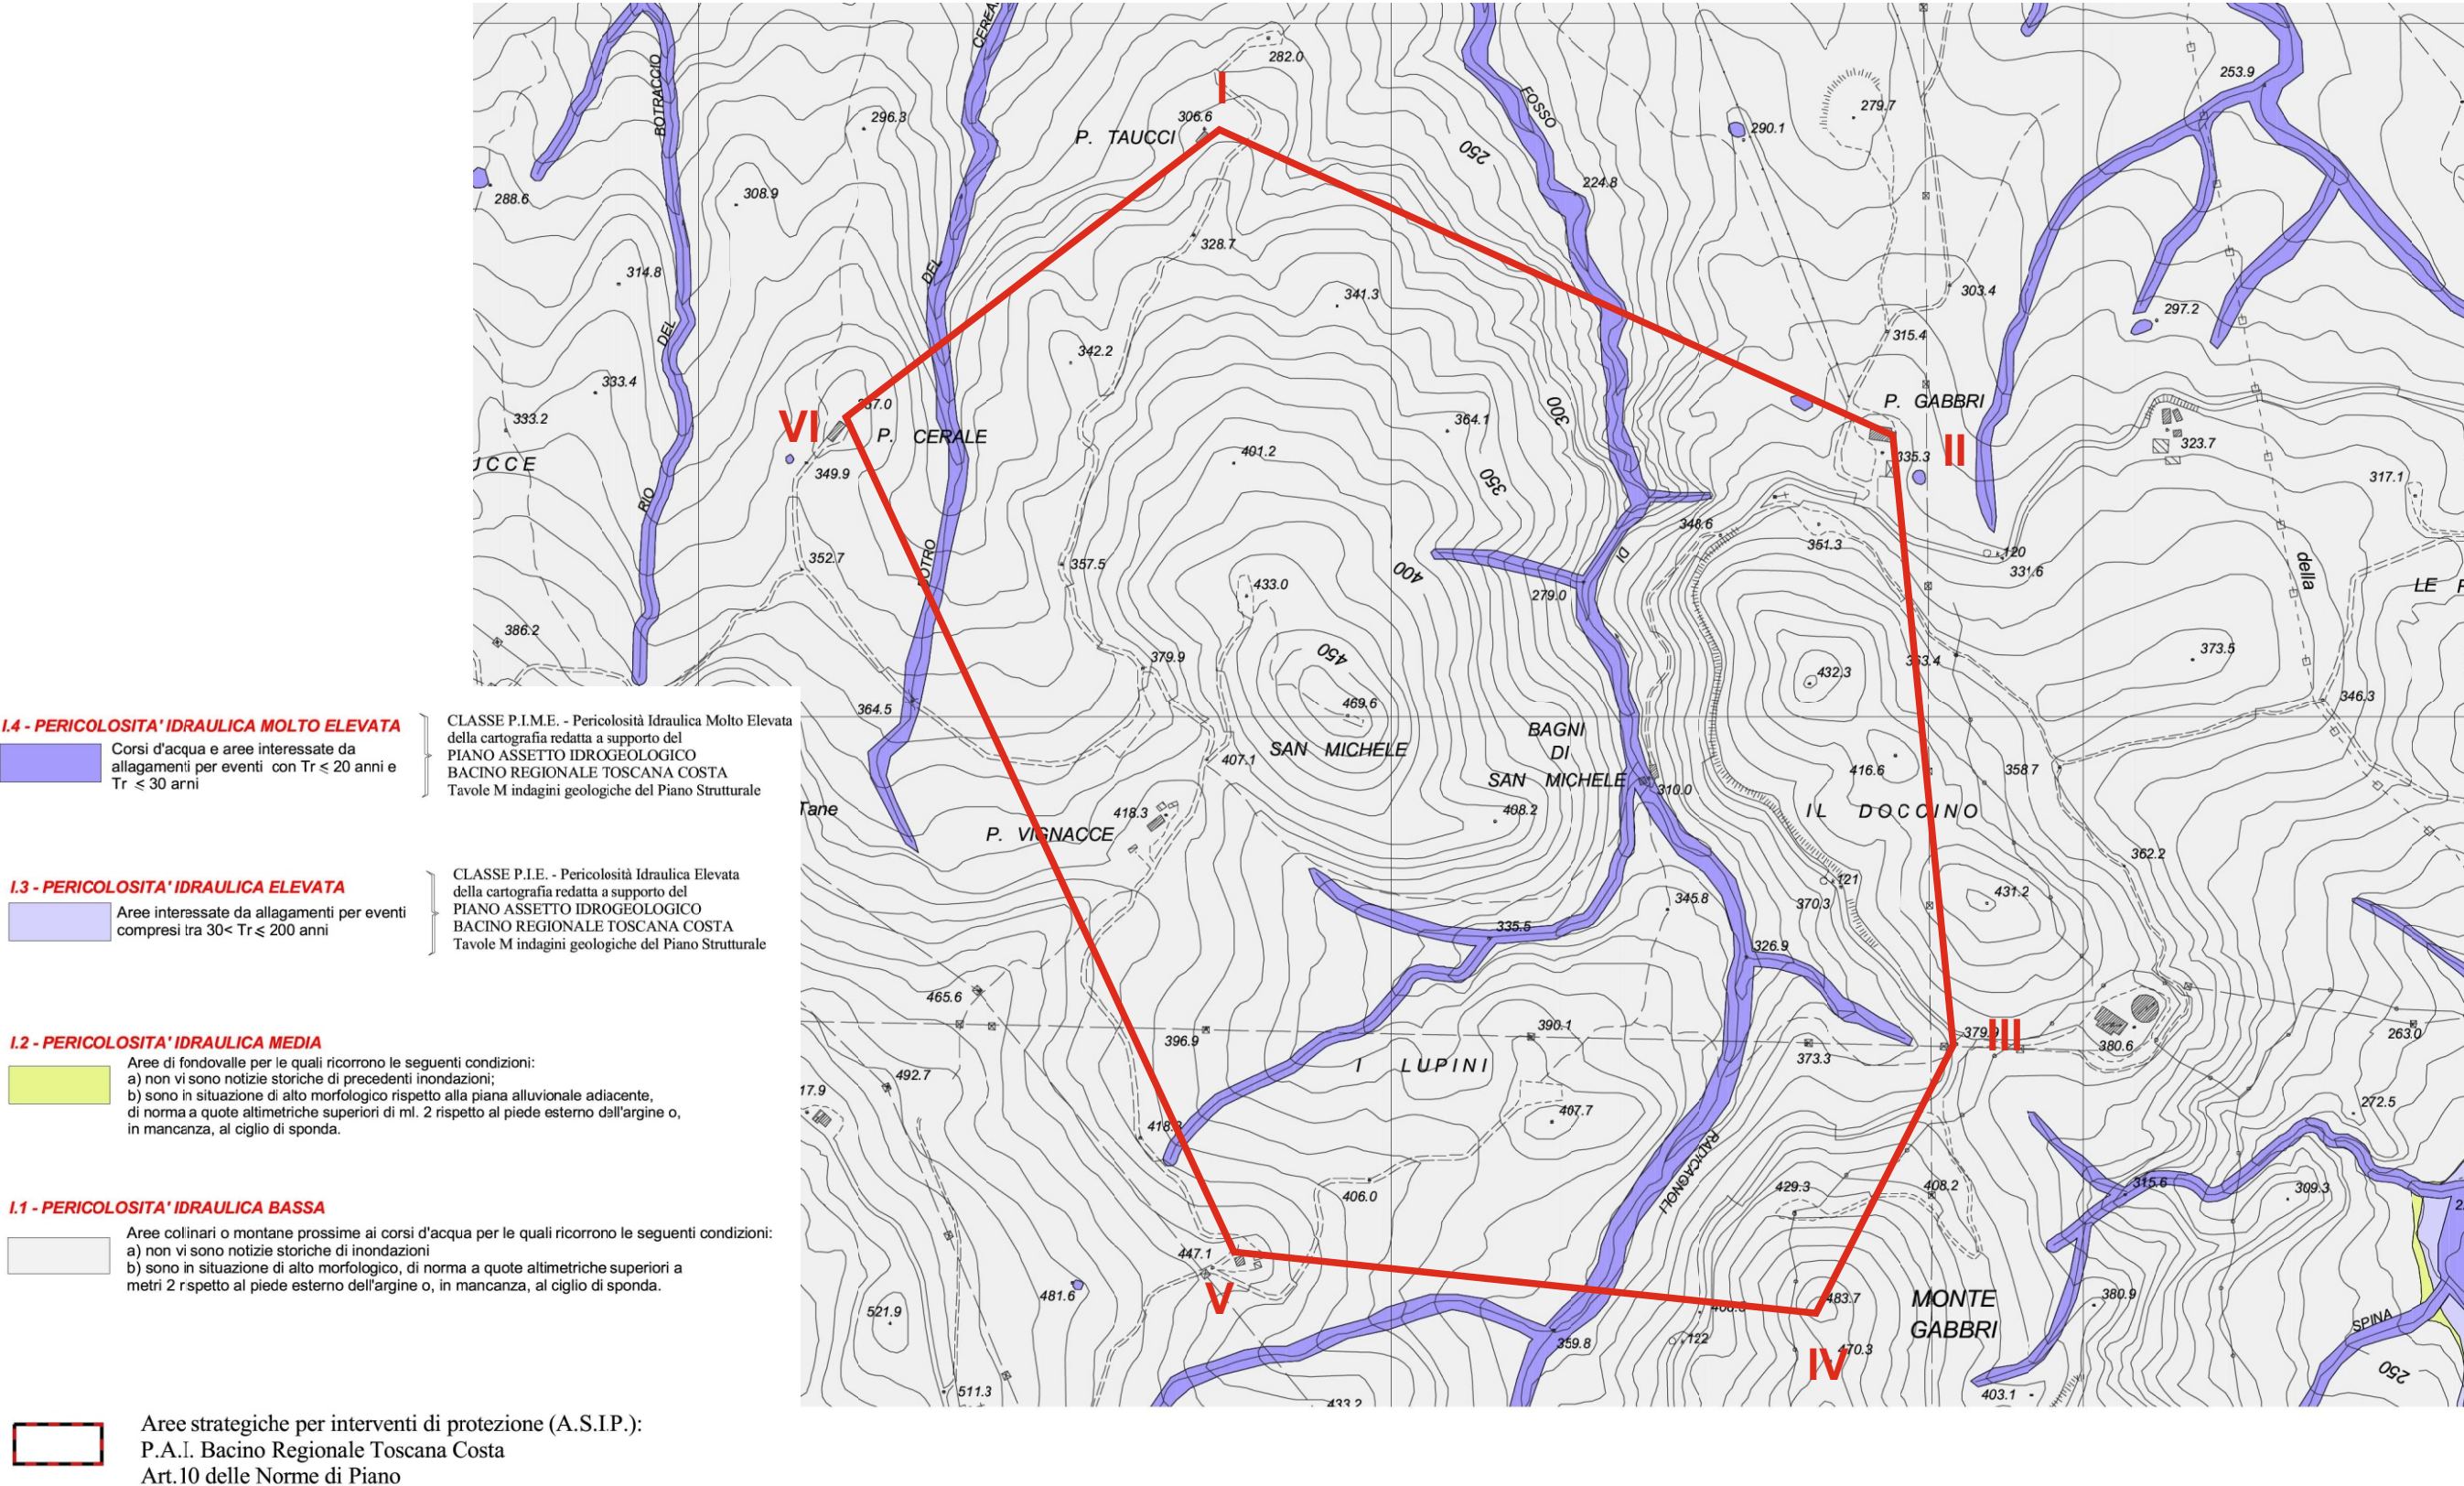 BOTRACCIO
DEL
RIO
288.6
296.3
308.9
314.8
333.4
333.2
UCCE
386.2
DEL
BOTRO
282.0
I
306.6
P. TAUCCI
328.7
341.3
342.2
VI
P. CERALE
349.9
352.7
357.5
364.5
379.9
401.2
433.0
450
469.6
SAN MICHELE
407.1
418.3
P. VIGNACCE
Tane
FOSSO
DI
250
224.8
300
350
400
364.1
279.0
BAGNI
DI
SAN MICHELE
310.0
408.2
290.1
279.7
303.4
315.4
P. GABBRI
335.3
II
348.6
351.3
120
331.6
432.3
363.4
416.6
358.7
IL DOCCINO
362.2
431.2
121
370.3
345.8
326.9
335.5
253.9
297.2
323.7
317.1
della
LE
373.5
346.3
465.6
396.9
492.7
17.9
390.1
I LUPINI
373.3
379.9
III
380.6
263.0
407.7
272.5
406.0
RADICAGNOLI
429.3
408.2
315.6
309.3
447.1
V
481.6
521.9
511.3
359.8
122
483.7
MONTE
GABBRI
IV
470.3
380.9
403.1
SPINA
250
433.2
I.4 - PERICOLOSITA' IDRAULICA MOLTO ELEVATA
Corsi d'acqua e aree interessate da
allagamenti per eventi con Tr ⩽ 20 anni e
Tr ⩽ 30 anni
CLASSE P.I.M.E. - Pericolosità Idraulica Molto Elevata
della cartografia redatta a supporto del
PIANO ASSETTO IDROGEOLOGICO
BACINO REGIONALE TOSCANA COSTA
Tavole M indagini geologiche del Piano Strutturale
I.3 - PERICOLOSITA' IDRAULICA ELEVATA
Aree interessate da allagamenti per eventi
compresi tra 30< Tr ⩽ 200 anni
CLASSE P.I.E. - Pericolosità Idraulica Elevata
della cartografia redatta a supporto del
PIANO ASSETTO IDROGEOLOGICO
BACINO REGIONALE TOSCANA COSTA
Tavole M indagini geologiche del Piano Strutturale
I.2 - PERICOLOSITA' IDRAULICA MEDIA
Aree di fondovalle per le quali ricorrono le seguenti condizioni:
a) non vi sono notizie storiche di precedenti inondazioni;
b) sono in situazione di alto morfologico rispetto alla piana alluvionale adiacente,
di norma a quote altimetriche superiori di ml. 2 rispetto al piede esterno dell'argine o,
in mancanza, al ciglio di sponda.
I.1 - PERICOLOSITA' IDRAULICA BASSA
Aree collinari o montane prossime ai corsi d'acqua per le quali ricorrono le seguenti condizioni:
a) non vi sono notizie storiche di inondazioni
b) sono in situazione di alto morfologico, di norma a quote altimetriche superiori a
metri 2 rispetto al piede esterno dell'argine o, in mancanza, al ciglio di sponda.
Aree strategiche per interventi di protezione (A.S.I.P.):
P.A.I. Bacino Regionale Toscana Costa
Art.10 delle Norme di Piano